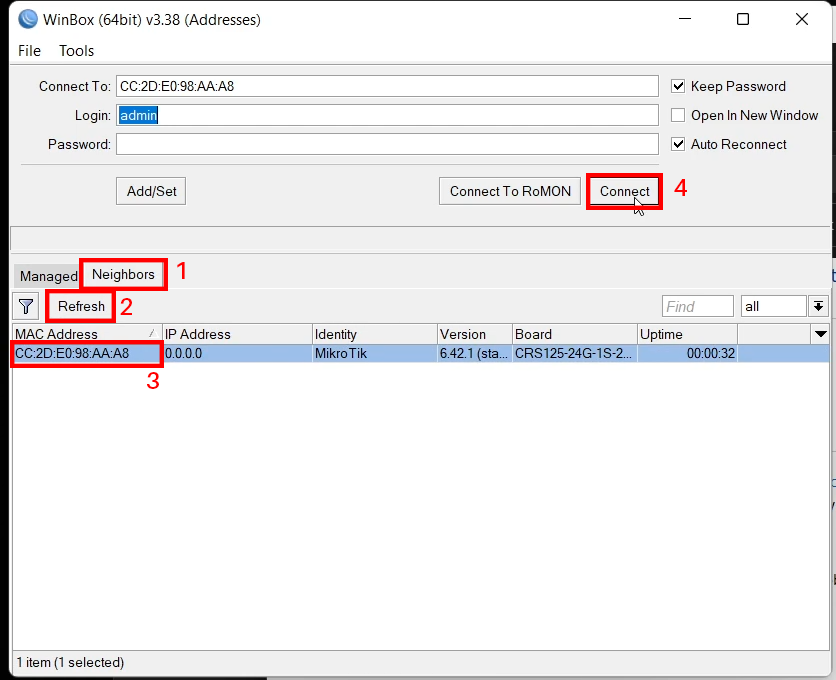 WinBox (64bit) v3.38 (Addresses)
File Tools
Connect To: CC:2D:E0:98:AA:A8
Keep Password
Login: admin
Open In New Window
Password:
Auto Reconnect
Add/Set
Connect To RoMON
Connect
4
Managed
Neighbors
1
Refresh
2
Find
all
MAC Address / IP Address Identity Version Board Uptime
CC:2D:E0:98:AA:A8 0.0.0.0 MikroTik 6.42.1 (sta... CRS125-24G-1S-2... 00:00:32
3
1 item (1 selected)